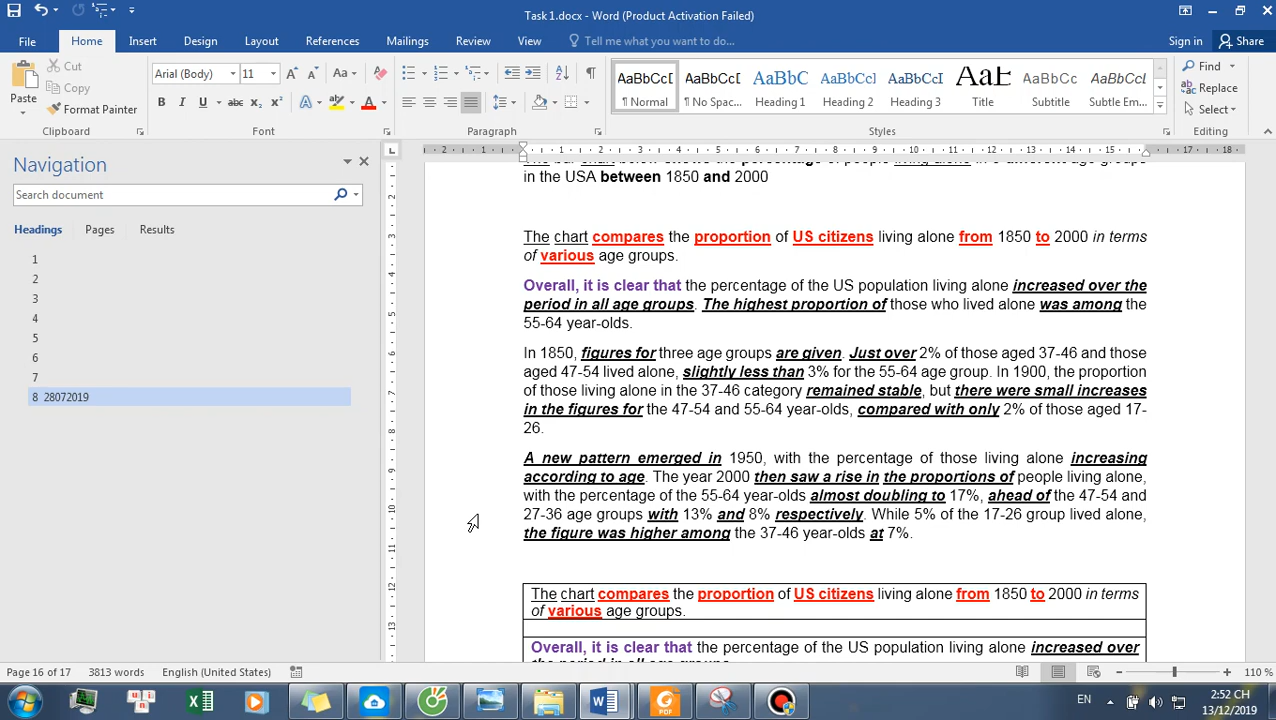 Task 1.docx - Word (Product Activation Failed)
File Home Insert Design Layout References Mailings Review View Tell me what you want to do... Sign in Share
Cut
Copy
Format Painter
Paste
Arial (Body) 11
B I U abc x₂ x²
AaBbCcI AaBbCcI AaBbC AaBbCc AaBbCcI AaB AaBbCcD AaBbCcI
¶ Normal ¶ No Spac... Heading 1 Heading 2 Heading 3 Title Subtitle Subtle Em...
Find
Replace
Select
Clipboard Font Paragraph Styles Editing
Navigation
Search document
Headings Pages Results
1
2
3
4
5
6
7
8 28072019
in the USA between 1850 and 2000
The chart compares the proportion of US citizens living alone from 1850 to 2000 in terms
of various age groups.
Overall, it is clear that the percentage of the US population living alone increased over the
period in all age groups. The highest proportion of those who lived alone was among the
55-64 year-olds.
In 1850, figures for three age groups are given. Just over 2% of those aged 37-46 and those
aged 47-54 lived alone, slightly less than 3% for the 55-64 age group. In 1900, the proportion
of those living alone in the 37-46 category remained stable, but there were small increases
in the figures for the 47-54 and 55-64 year-olds, compared with only 2% of those aged 17-
26.
A new pattern emerged in 1950, with the percentage of those living alone increasing
according to age. The year 2000 then saw a rise in the proportions of people living alone,
with the percentage of the 55-64 year-olds almost doubling to 17%, ahead of the 47-54 and
27-36 age groups with 13% and 8% respectively. While 5% of the 17-26 group lived alone,
the figure was higher among the 37-46 year-olds at 7%.
The chart compares the proportion of US citizens living alone from 1850 to 2000 in terms
of various age groups.
Overall, it is clear that the percentage of the US population living alone increased over
Page 16 of 17 3813 words English (United States) 110 %
EN 2:52 CH
13/12/2019